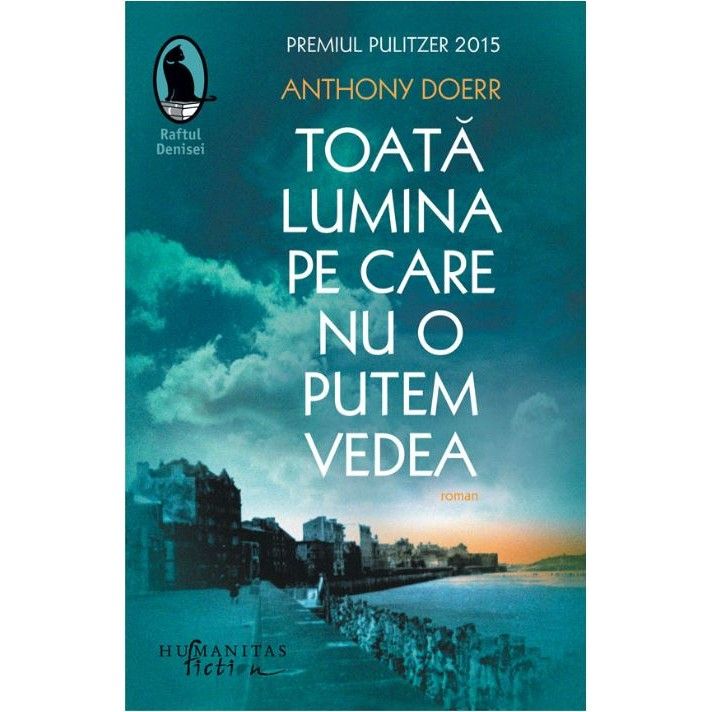 PREMIUL PULITZER 2015
ANTHONY DOERR
Raftul
Denisei
TOATĂ
LUMINA
PE CARE
NU O
PUTEM
VEDEA
roman
HUMANITAS
fiction